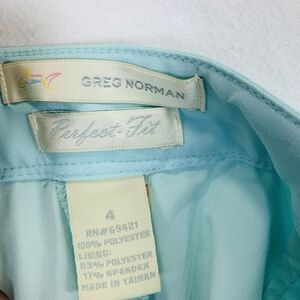 GREG NORMAN
Perfect-Fit
4
RN#69421
100% POLYESTER
LINING:
83% POLYESTER
17% SPANDEX
MADE IN TAIWAN